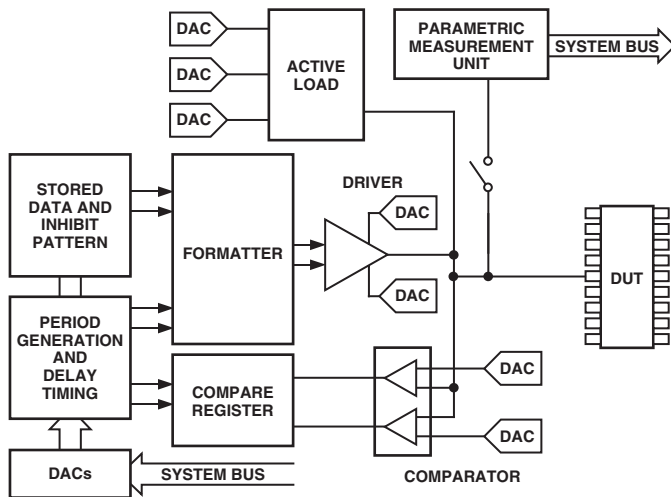 DAC
DAC
DAC
ACTIVE
LOAD
PARAMETRIC
MEASUREMENT
UNIT
SYSTEM BUS
STORED
DATA AND
INHIBIT
PATTERN
FORMATTER
DRIVER
DAC
DAC
DUT
PERIOD
GENERATION
AND
DELAY
TIMING
COMPARE
REGISTER
DAC
DAC
COMPARATOR
DACs
SYSTEM BUS